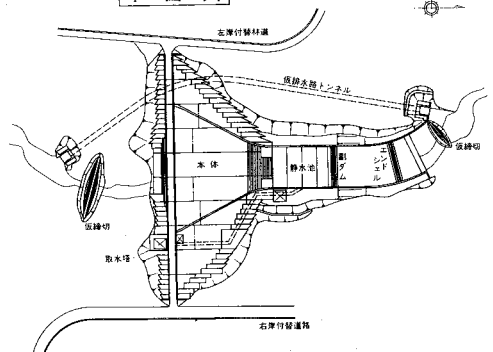 左岸付替林道
仮排水路トンネル
仮締切
本体
静水池
副ダム
エンドシル
仮締切
取水塔
右岸付替道路